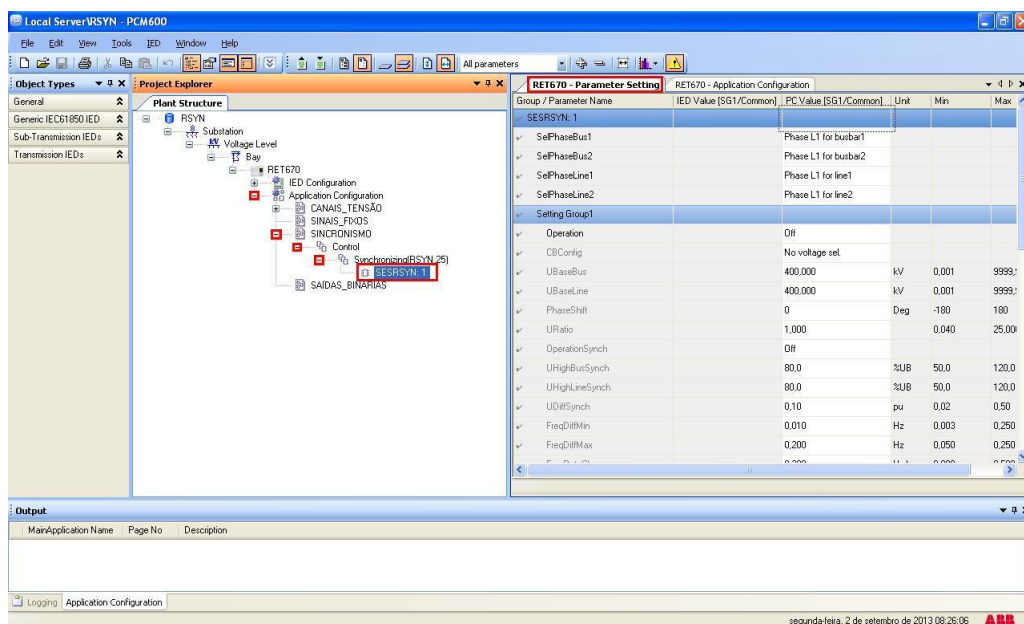 Local Server\RSYN - PCM600
File Edit View Tools IED Window Help
All parameters
Object Types
General
Generic IEC61850 IED
Sub-Transmission IEDs
Transmission IEDs
Project Explorer
Plant Structure
RSYN
Substation
Voltage Level
Bay
RET670
IED Configuration
Application Configuration
CANAIS_TENSÃO
SINAIS_FIXOS
SINCRONISMO
Control
Synchronizing(RSYN,25)
SESRSYN: 1
SAÍDAS_BINÁRIAS
RET670 - Parameter Setting RET670 - Application Configuration
Group / Parameter Name IED Value [SG1/Common] PC Value [SG1/Common] Unit Min Max
SESRSYN: 1
SelPhaseBus1 Phase L1 for busbar1
SelPhaseBus2 Phase L1 for busbar2
SelPhaseLine1 Phase L1 for line1
SelPhaseLine2 Phase L1 for line2
Setting Group1
Operation Off
CBConfig No voltage sel.
UBaseBus 400,000 kV 0,001 9999,
UBaseLine 400,000 kV 0,001 9999,
PhaseShift 0 Deg -180 180
URatio 1,000 0,040 25,00
OperationSynch Off
UHighBusSynch 80,0 %UB 50,0 120,0
UHighLineSynch 80,0 %UB 50,0 120,0
UDiffSynch 0,10 pu 0,02 0,50
FreqDiffMin 0,010 Hz 0,003 0,250
FreqDiffMax 0,200 Hz 0,050 0,250
Output
MainApplication Name Page No Description
Logging Application Configuration
segunda-feira, 2 de setembro de 2013 08:26:06 ABB